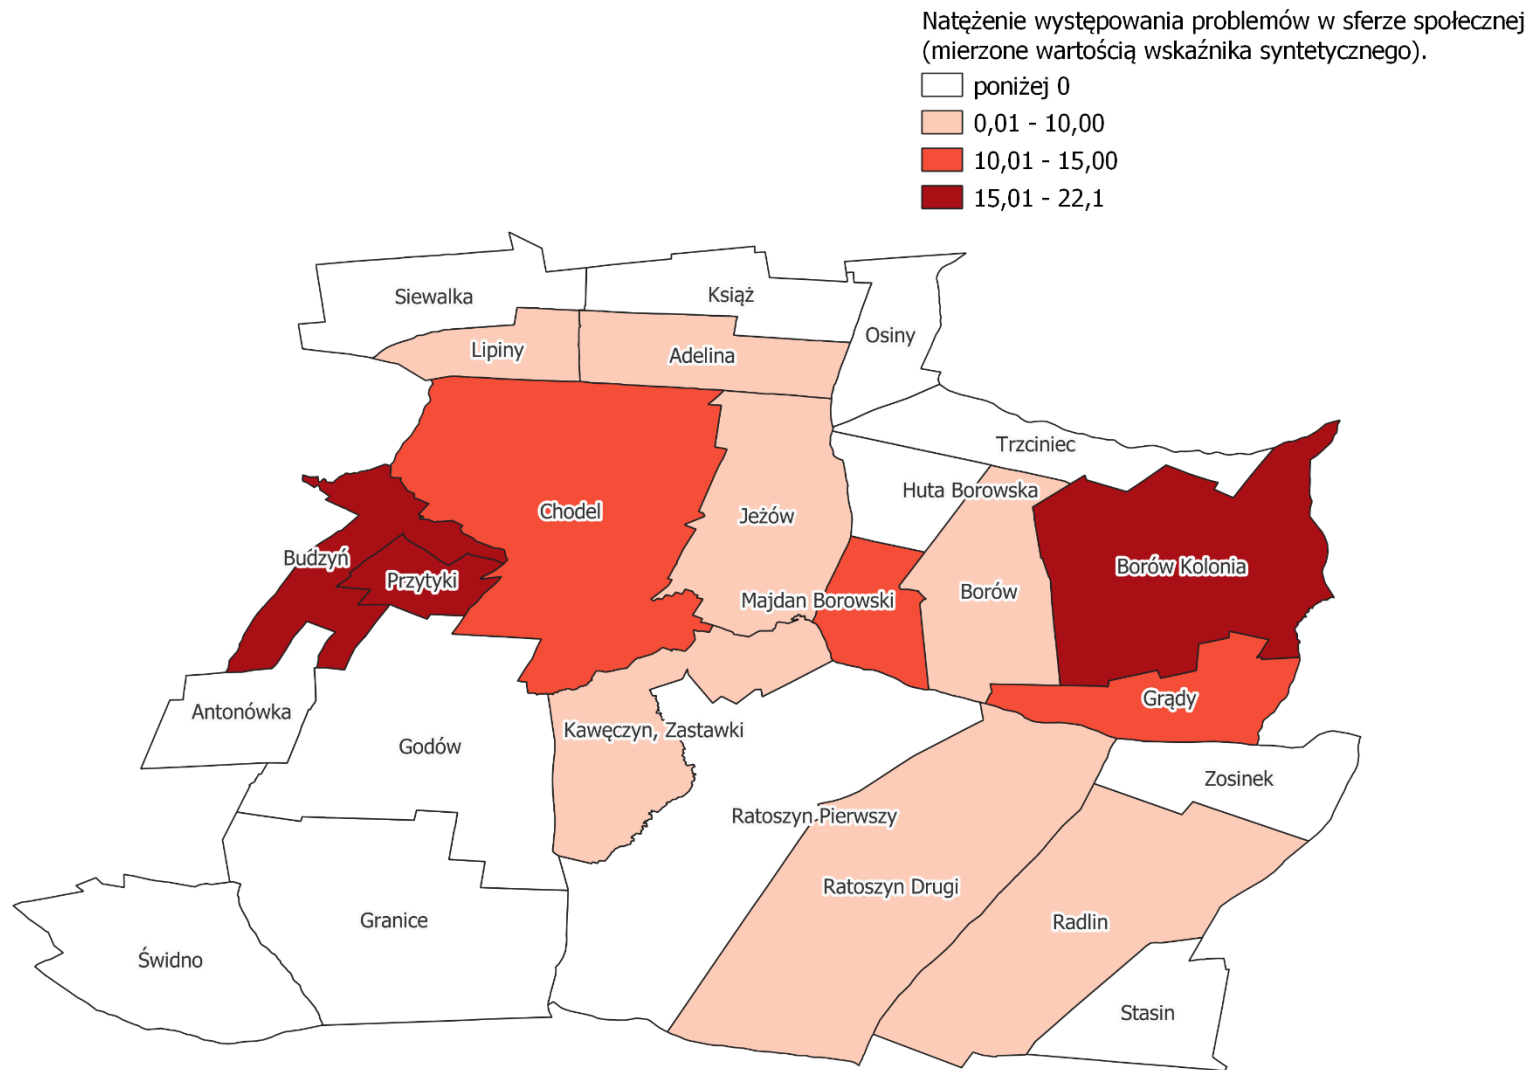 Natężenie występowania problemów w sferze społecznej
(mierzone wartością wskaźnika syntetycznego).
poniżej 0
0,01 - 10,00
10,01 - 15,00
15,01 - 22,1
Siewalka
Książ
Osiny
Lipiny
Adelina
Trzciniec
Huta Borowska
Chodel
Jeżów
Budzyń
Przytyki
Borów Kolonia
Borów
Majdan Borowski
Grądy
Antonówka
Kawęczyn, Zastawki
Godów
Zosinek
Ratoszyn Pierwszy
Ratoszyn Drugi
Granice
Radlin
Świdno
Stasin